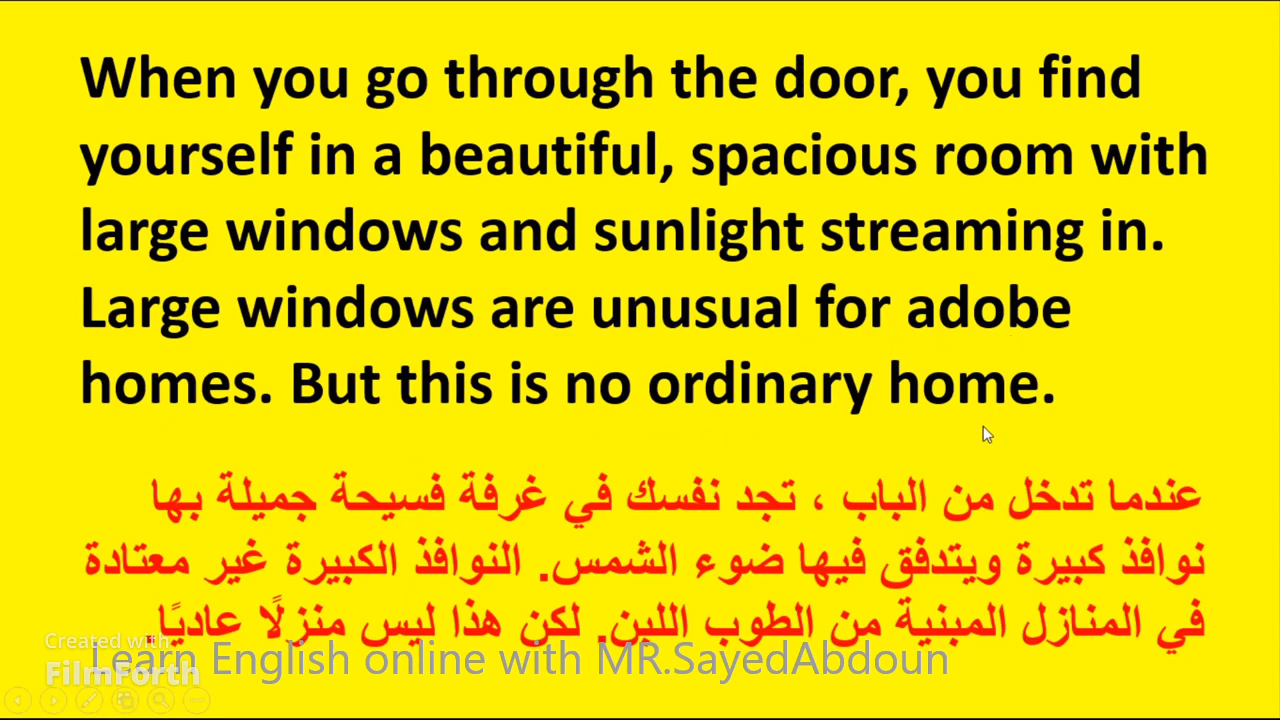 When you go through the door, you find
yourself in a beautiful, spacious room with
large windows and sunlight streaming in.
Large windows are unusual for adobe
homes. But this is no ordinary home.
عندما تدخل من الباب ، تجد نفسك في غرفة فسيحة جميلة بها
نوافذ كبيرة ويتدفق فيها ضوء الشمس. النوافذ الكبيرة غير معتادة
في المنازل المبنية من الطوب اللبن. لكن هذا ليس منزلًا عاديًا
Created with
FilmForth
Learn English online with MR.SayedAbdoun